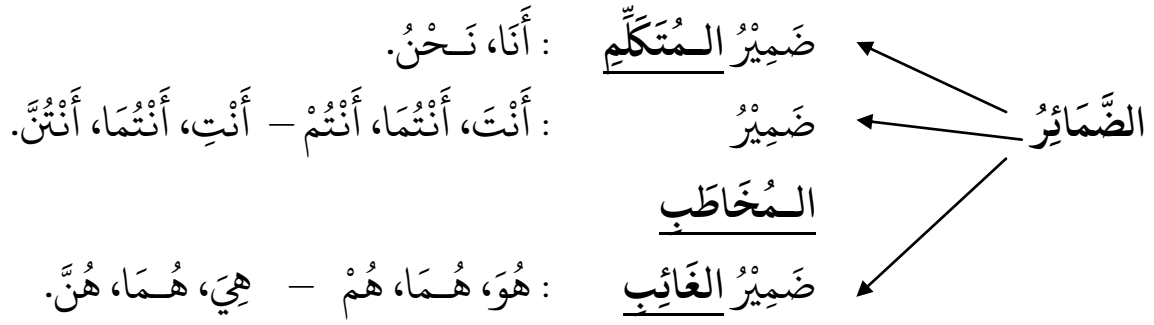 ضَمِيْرُ الـمُتَكَلِّمِ : أَنَا، نَـحْنُ.
الضَّمَائِرُ ضَمِيْرُ : أَنْتَ، أَنْتُمَا، أَنْتُمْ – أَنْتِ، أَنْتُمَا، أَنْتُنَّ.
الـمُخَاطَبِ
ضَمِيْرُ الغَائِبِ : هُوَ، هُـمَا، هُمْ – هِيَ، هُـمَا، هُنَّ.